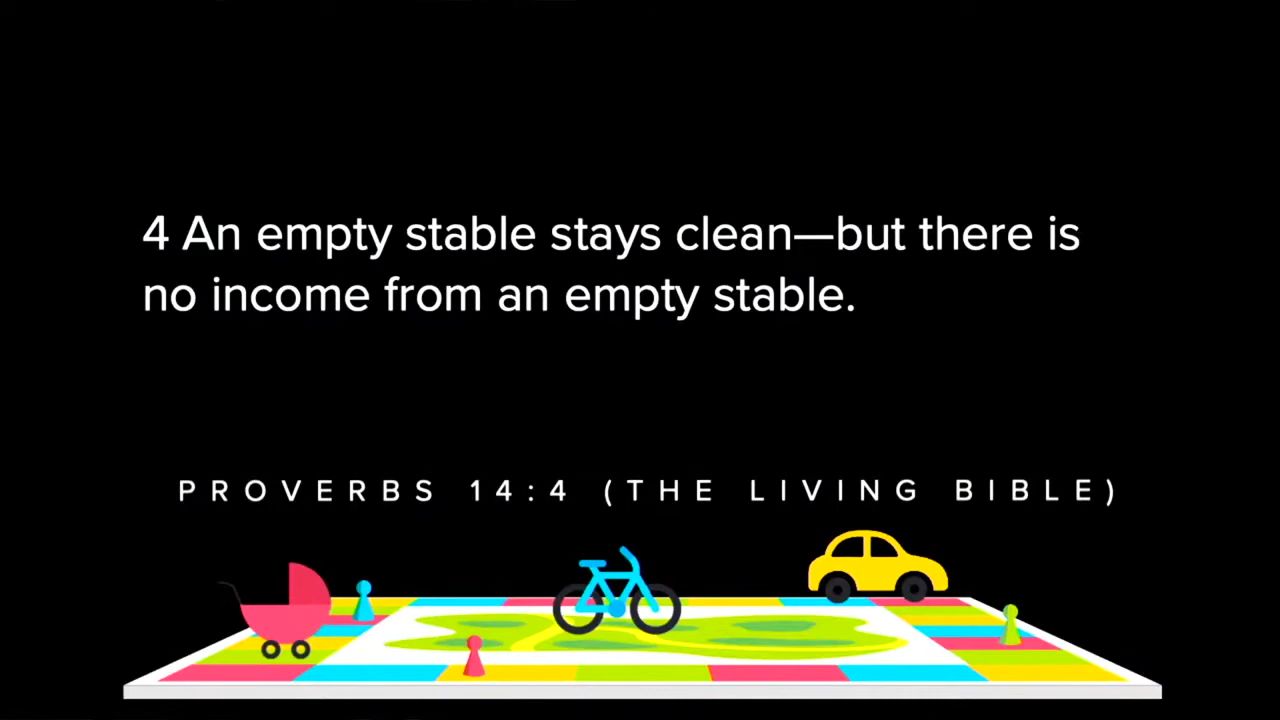 4 An empty stable stays clean—but there is
no income from an empty stable.
PROVERBS 14:4 (THE LIVING BIBLE)